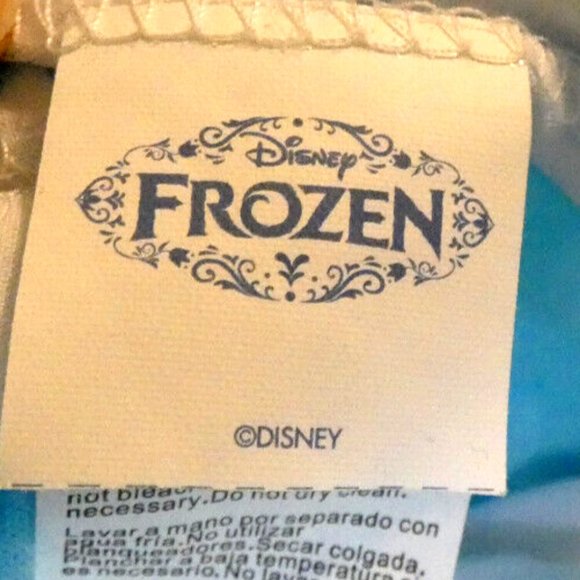 Disney
FROZEN
©DISNEY
not bleac
necessary.Do not dry clean.
Lavar a mano por separado con
agua fría.No utilizar
blanqueadores.Secar colgada.
Planchar a baja temperatura
es necesario.No